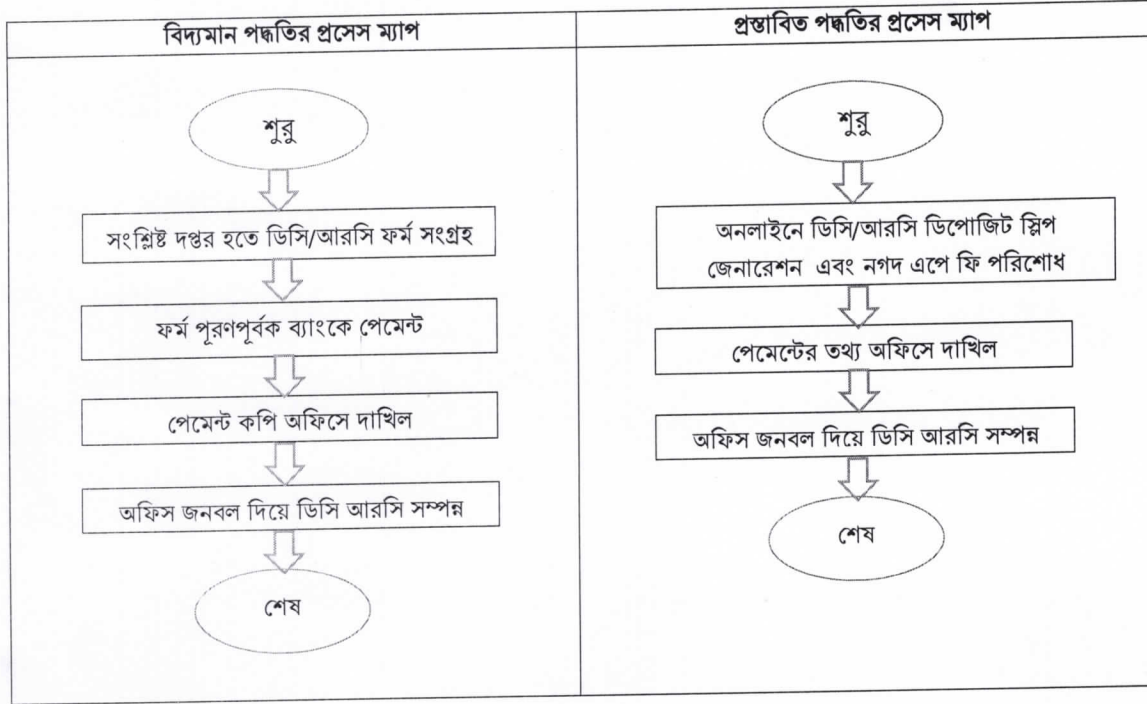 বিদ্যমান পদ্ধতির প্রসেস ম্যাপ
শুরু
সংশ্লিষ্ট দপ্তর হতে ডিসি/আরসি ফর্ম সংগ্রহ
ফর্ম পূরণপূর্বক ব্যাংকে পেমেন্ট
পেমেন্ট কপি অফিসে দাখিল
অফিস জনবল দিয়ে ডিসি আরসি সম্পন্ন
শেষ
প্রস্তাবিত পদ্ধতির প্রসেস ম্যাপ
শুরু
অনলাইনে ডিসি/আরসি ডিপোজিট স্লিপ
জেনারেশন এবং নগদ এপে ফি পরিশোধ
পেমেন্টের তথ্য অফিসে দাখিল
অফিস জনবল দিয়ে ডিসি আরসি সম্পন্ন
শেষ